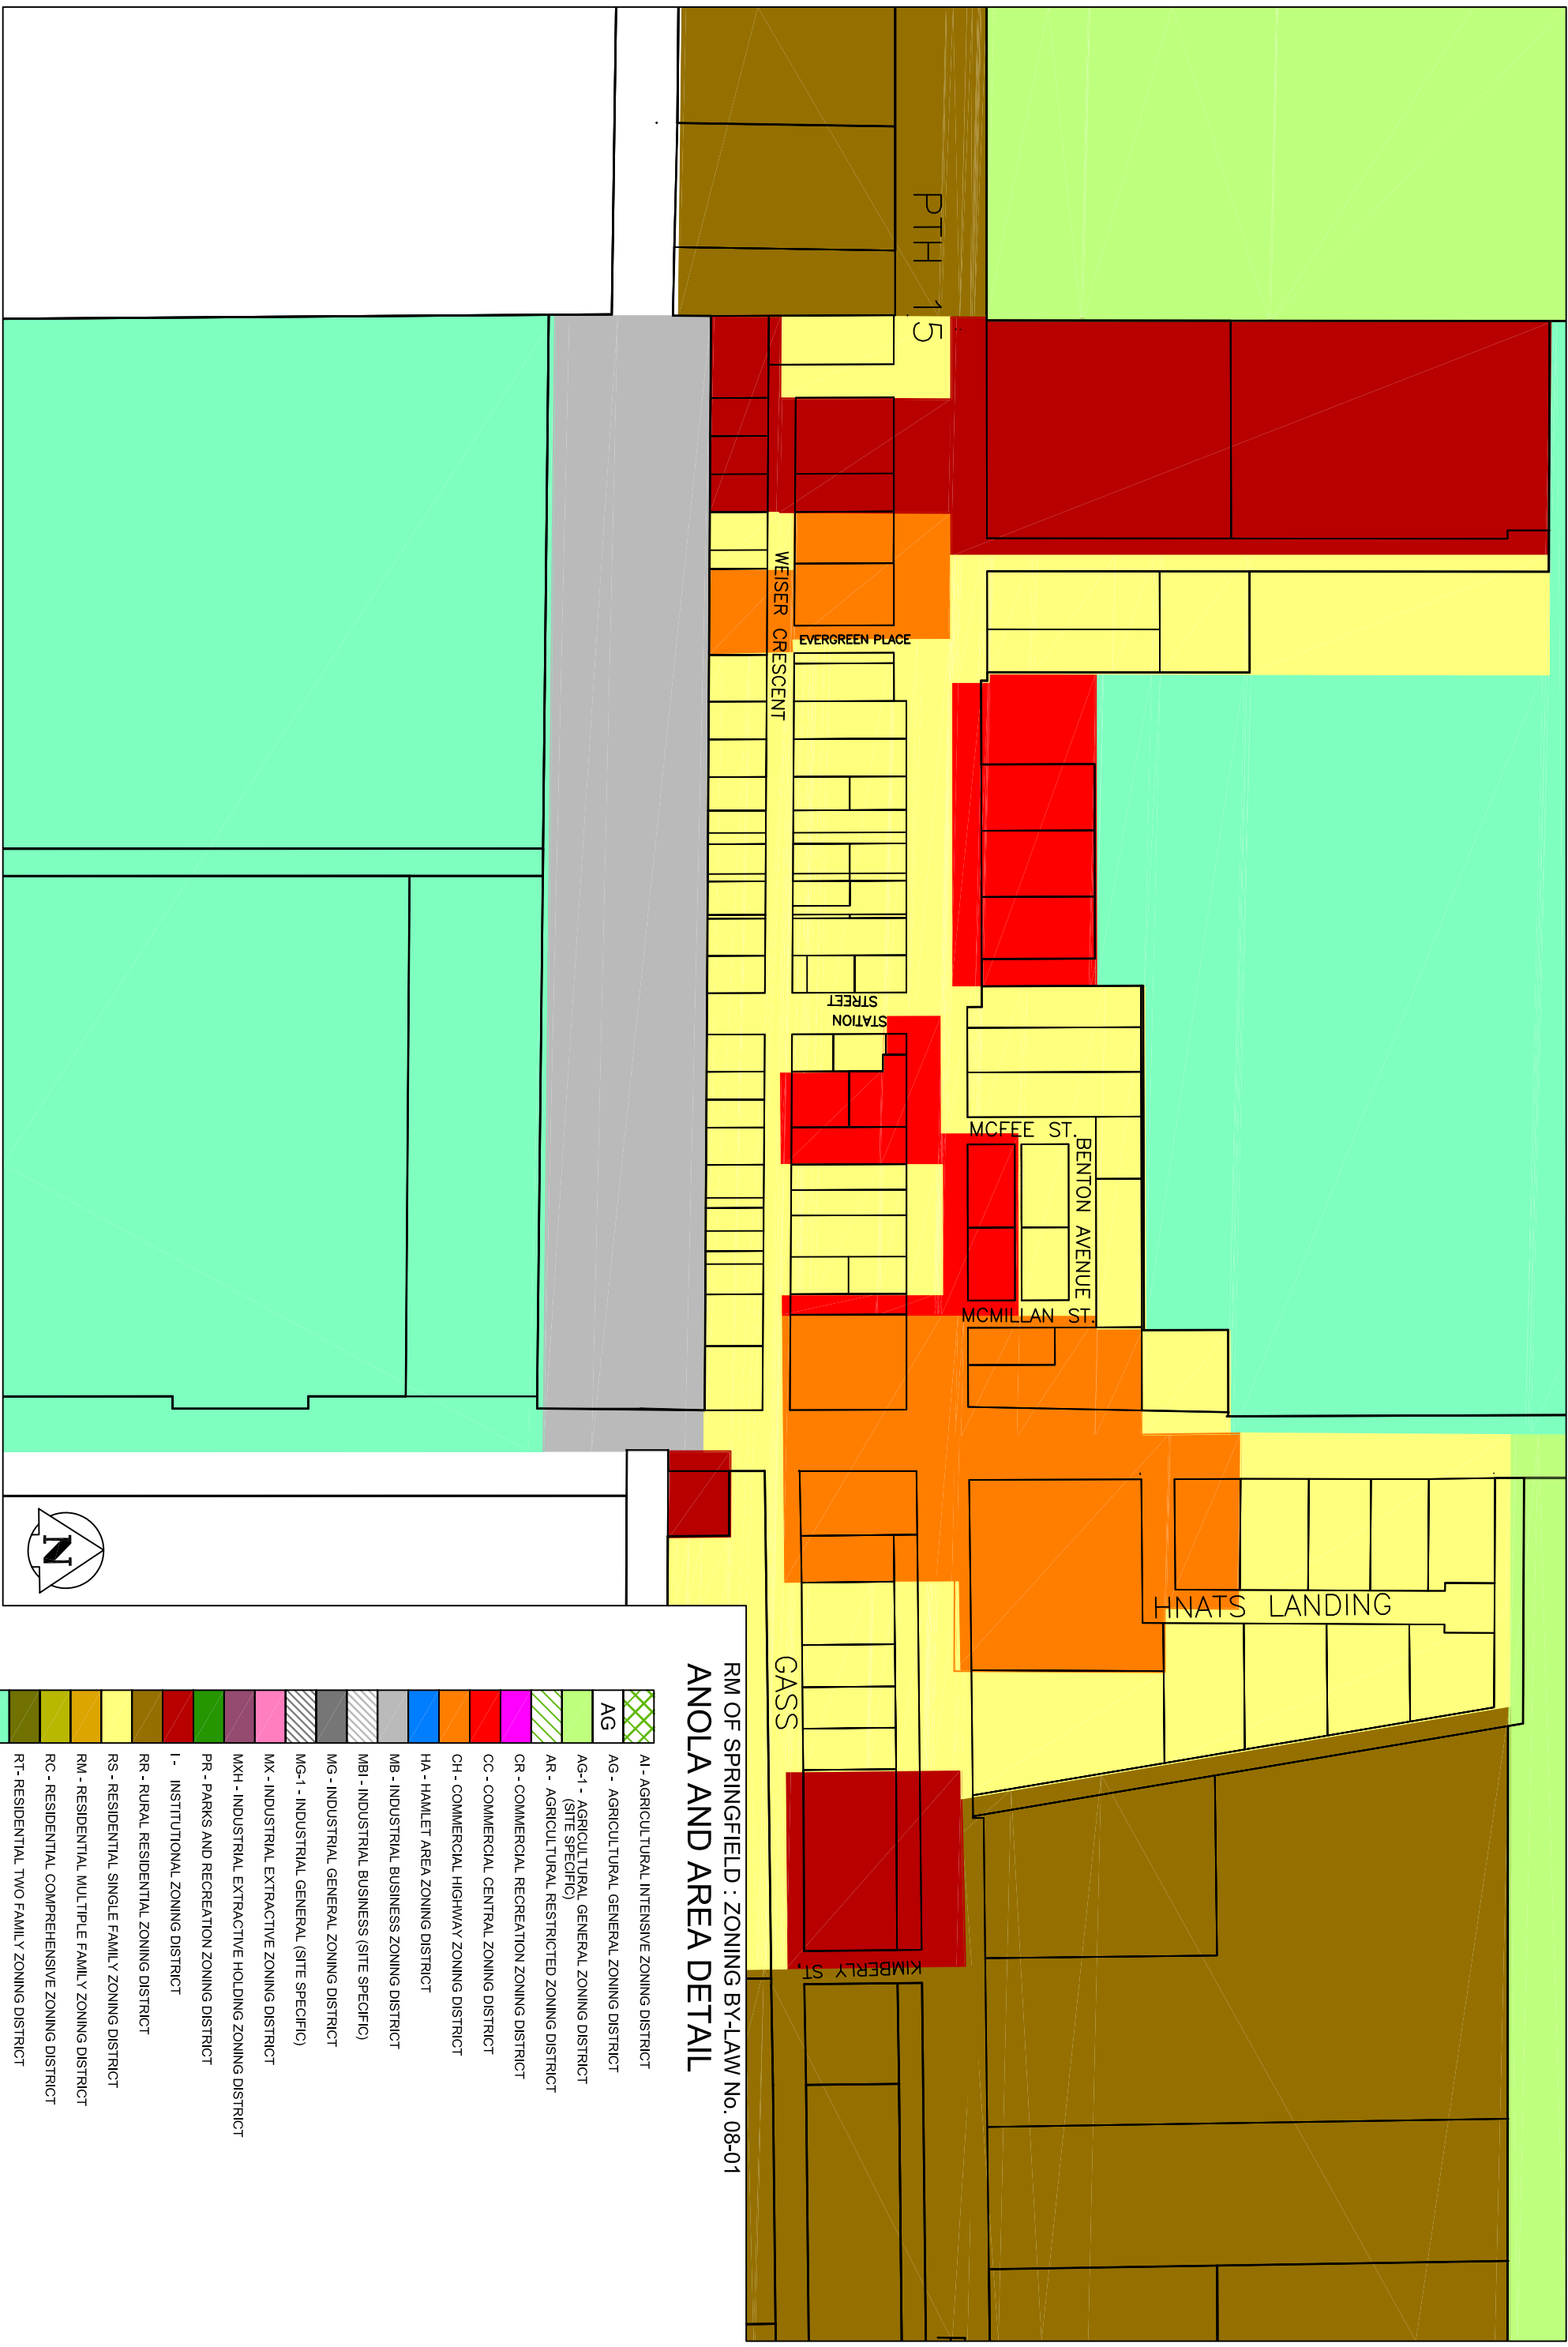 PTH 15
WEISER CRESCENT
EVERGREEN PLACE
STATION
STREET
MCFEE ST.
BENTON AVENUE
MCMILLAN ST.
HNATS LANDING
GASS
KIMBERLY ST.
N
RM OF SPRINGFIELD : ZONING BY-LAW No. 08-01
ANOLA AND AREA DETAIL
AI - AGRICULTURAL INTENSIVE ZONING DISTRICT
AG
AG - AGRICULTURAL GENERAL ZONING DISTRICT
AG-1 - AGRICULTURAL GENERAL ZONING DISTRICT
(SITE SPECIFIC)
AR - AGRICULTURAL RESTRICTED ZONING DISTRICT
CR - COMMERCIAL RECREATION ZONING DISTRICT
CC - COMMERCIAL CENTRAL ZONING DISTRICT
CH - COMMERCIAL HIGHWAY ZONING DISTRICT
HA - HAMLET AREA ZONING DISTRICT
MB - INDUSTRIAL BUSINESS ZONING DISTRICT
MBI - INDUSTRIAL BUSINESS (SITE SPECIFIC)
MG - INDUSTRIAL GENERAL ZONING DISTRICT
MG-1 - INDUSTRIAL GENERAL (SITE SPECIFIC)
MX - INDUSTRIAL EXTRACTIVE ZONING DISTRICT
MXH - INDUSTRIAL EXTRACTIVE HOLDING ZONING DISTRICT
PR - PARKS AND RECREATION ZONING DISTRICT
I - INSTITUTIONAL ZONING DISTRICT
RR - RURAL RESIDENTIAL ZONING DISTRICT
RS - RESIDENTIAL SINGLE FAMILY ZONING DISTRICT
RM - RESIDENTIAL MULTIPLE FAMILY ZONING DISTRICT
RC - RESIDENTIAL COMPREHENSIVE ZONING DISTRICT
RT - RESIDENTIAL TWO FAMILY ZONING DISTRICT